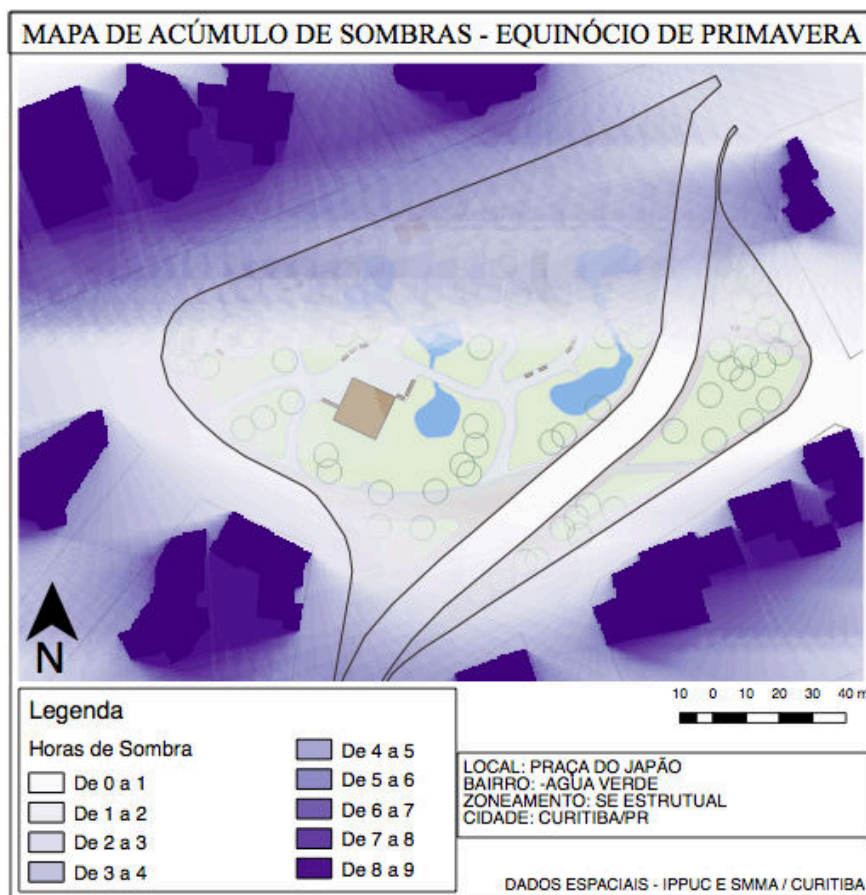 MAPA DE ACÚMULO DE SOMBRAS - EQUINÓCIO DE PRIMAVERA
N
10 0 10 20 30 40 m
Legenda
Horas de Sombra
De 0 a 1
De 1 a 2
De 2 a 3
De 3 a 4
De 4 a 5
De 5 a 6
De 6 a 7
De 7 a 8
De 8 a 9
LOCAL: PRAÇA DO JAPÃO
BAIRRO: -AGUA VERDE
ZONEAMENTO: SE ESTRUTUAL
CIDADE: CURITIBA/PR
DADOS ESPACIAIS - IPPUC E SMMA / CURITIBA